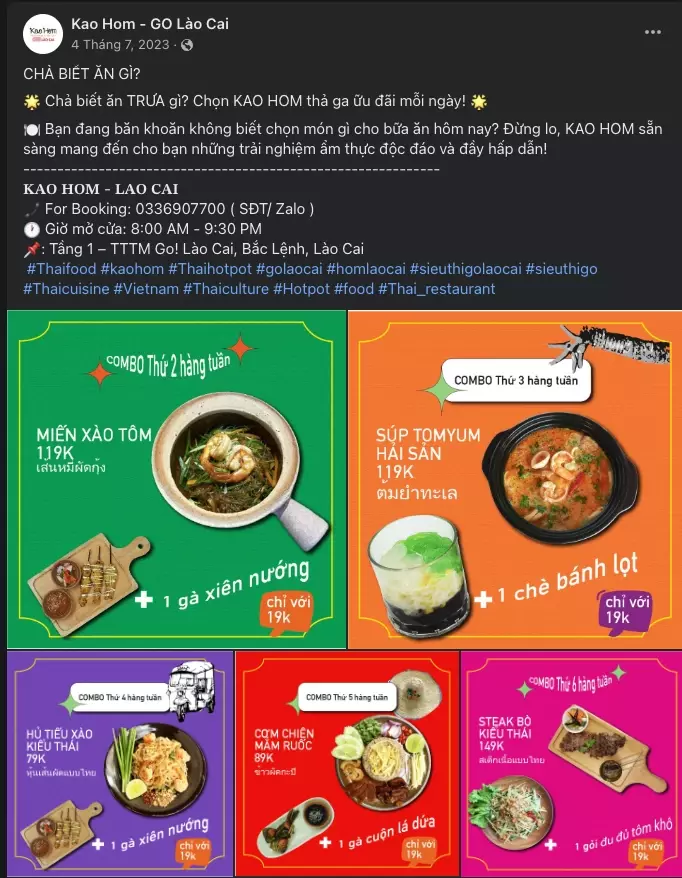 Kao Hom - GO Lào Cai
4 Tháng 7, 2023 ·
CHẢ BIẾT ĂN GÌ?
🌟 Chả biết ăn TRƯA gì? Chọn KAO HOM thả ga ữu đãi mỗi ngày! 🌟
🍽️ Bạn đang băn khoăn không biết chọn món gì cho bữa ăn hôm nay? Đừng lo, KAO HOM sẵn
sàng mang đến cho bạn những trải nghiệm ẩm thực độc đáo và đầy hấp dẫn!
-------------------------------------------------------------
KAO HOM - LAO CAI
📞 For Booking: 0336907700 ( SĐT/ Zalo )
🕐 Giờ mở cửa: 8:00 AM - 9:30 PM
📌: Tầng 1 – TTTM Go! Lào Cai, Bắc Lệnh, Lào Cai
#Thaifood #kaohom #Thaihotpot #golaocai #homlaocai #sieuthigolaocai #sieuthigo
#Thaicuisine #Vietnam #Thaiculture #Hotpot #food #Thai_restaurant
COMBO Thứ 2 hàng tuần
MIẾN XÀO TÔM
119K
เส้นหมี่ผัดกุ้ง
+ 1 gà xiên nướng
chỉ với
19k
COMBO Thứ 3 hàng tuần
SÚP TOMYUM
HẢI SẢN
119K
ต้มยำทะเล
+ 1 chè bánh lọt
chỉ với
19k
COMBO Thứ 4 hàng tuần
HỦ TIẾU XÀO
KIỂU THÁI
79K
หุ้นเส้นผัดแบบไทย
+ 1 gà xiên nướng
chỉ với
19k
COMBO Thứ 5 hàng tuần
CƠM CHIÊN
MẮM RUỐC
89K
ข้าวผัดกะปิ
+ 1 gà cuộn lá dứa
chỉ với
19k
COMBO Thứ 6 hàng tuần
STEAK BÒ
KIỂU THÁI
149K
สเต็กเนื้อแบบไทย
+ 1 gỏi đu đủ tôm khô
chỉ với
19k